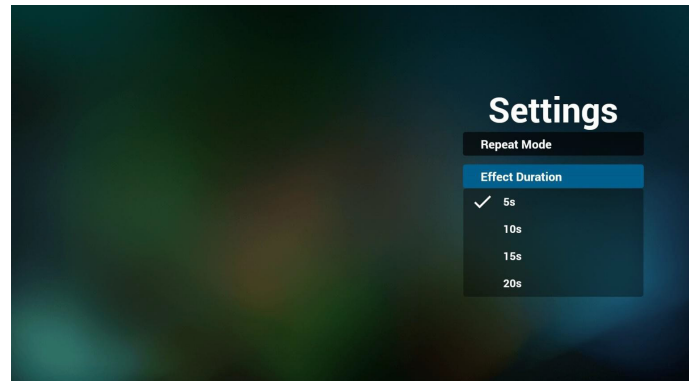 Settings
Repeat Mode
Effect Duration
5s
10s
15s
20s